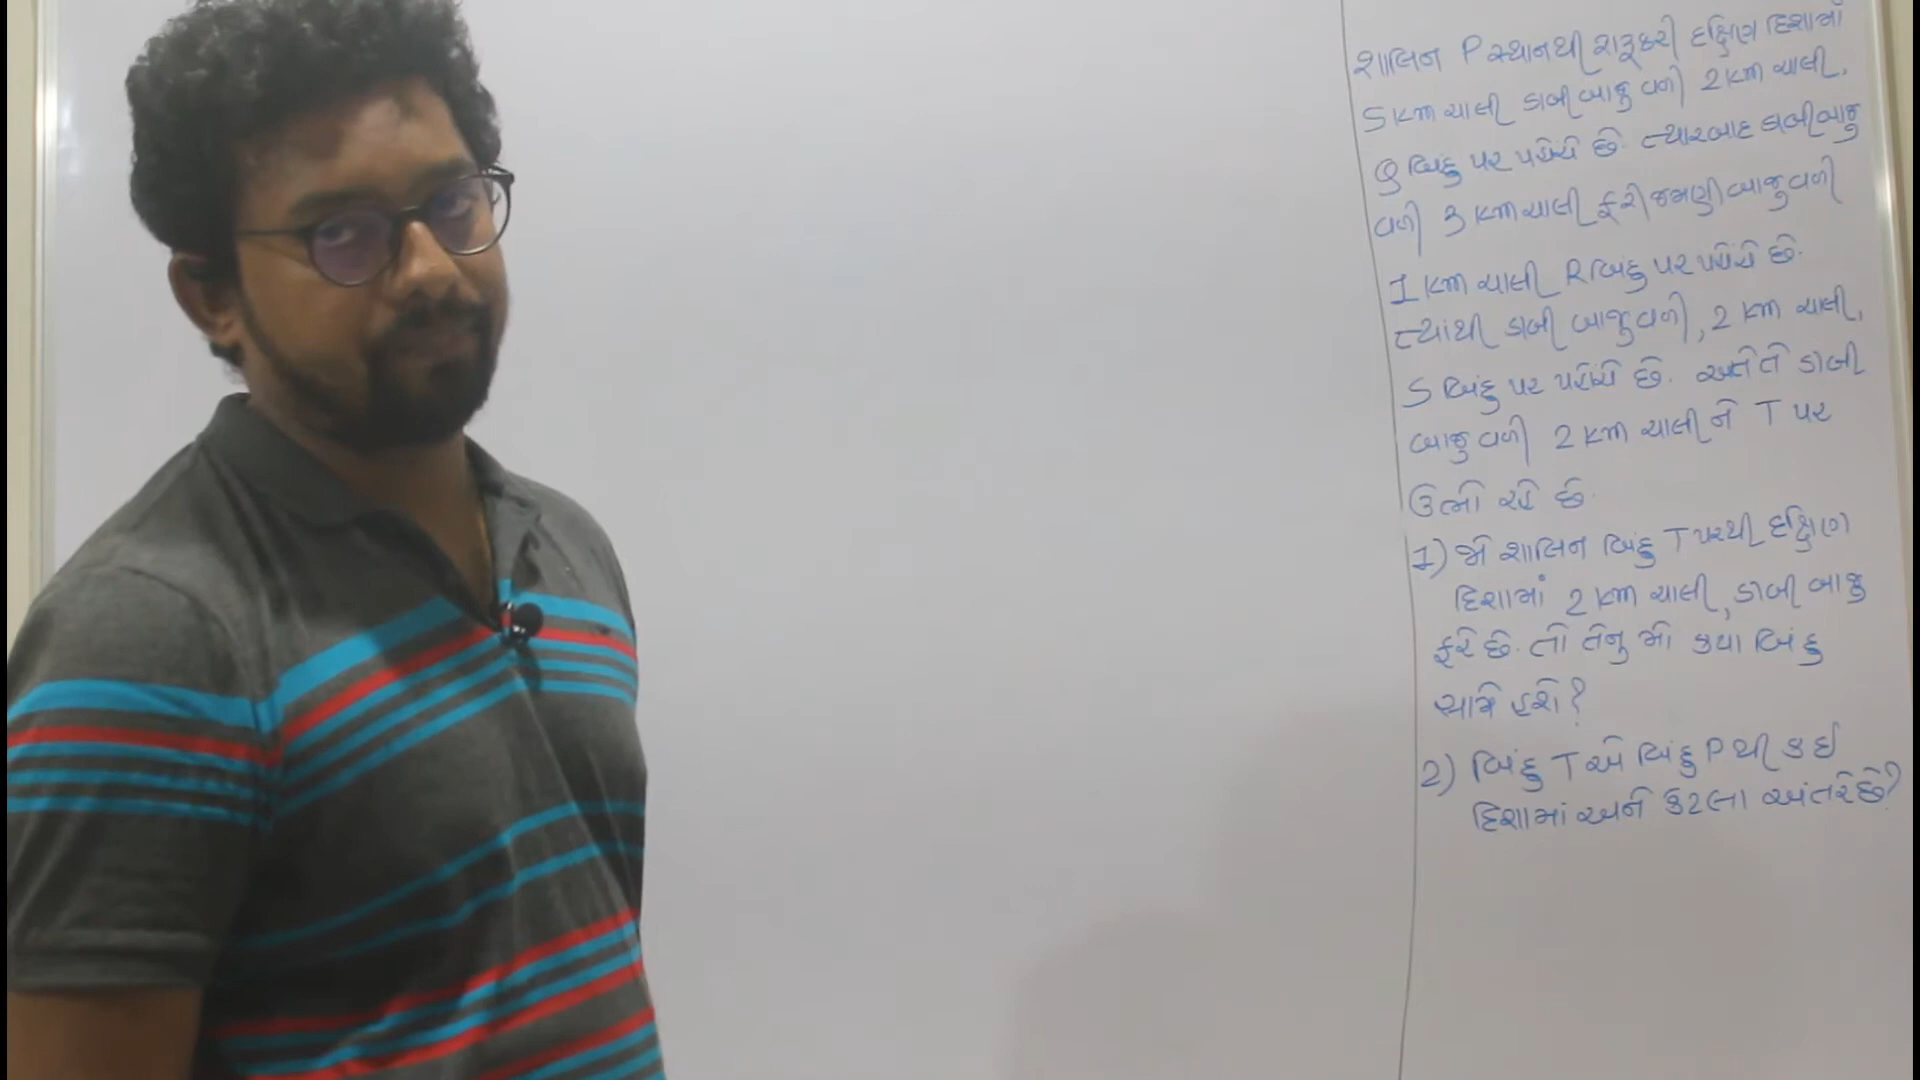 શાલિન P સ્થાનથી શરૂકરી દક્ષિણ દિશામાં
5 km ચાલી ડાબીબાજુ વળી 2 km ચાલી,
Q બિંદુ પર પહોંચે છે. ત્યારબાદ ડાબીબાજુ
વળી 3 km ચાલી ફરી જમણીબાજુવળી
1 km ચાલી R બિંદુ પર પહોંચે છે.
ત્યાંથી ડાબી બાજુવળી, 2 km ચાલી,
S બિંદુ પર પહોંચે છે. અંતે તે ડાબી
બાજુ વળી 2 km ચાલીને T પર
ઉભો રહે છે.
1) જો શાલિન બિંદુ T પરથી દક્ષિણ
દિશામાં 2 km ચાલી, ડાબી બાજુ
ફરે છે. તો તેનુ મો કયા બિંદુ
સામે હશે?
2) બિંદુ T એ બિંદુ P થી કઇ
દિશામાં અને કેટલા અંતરે છે?